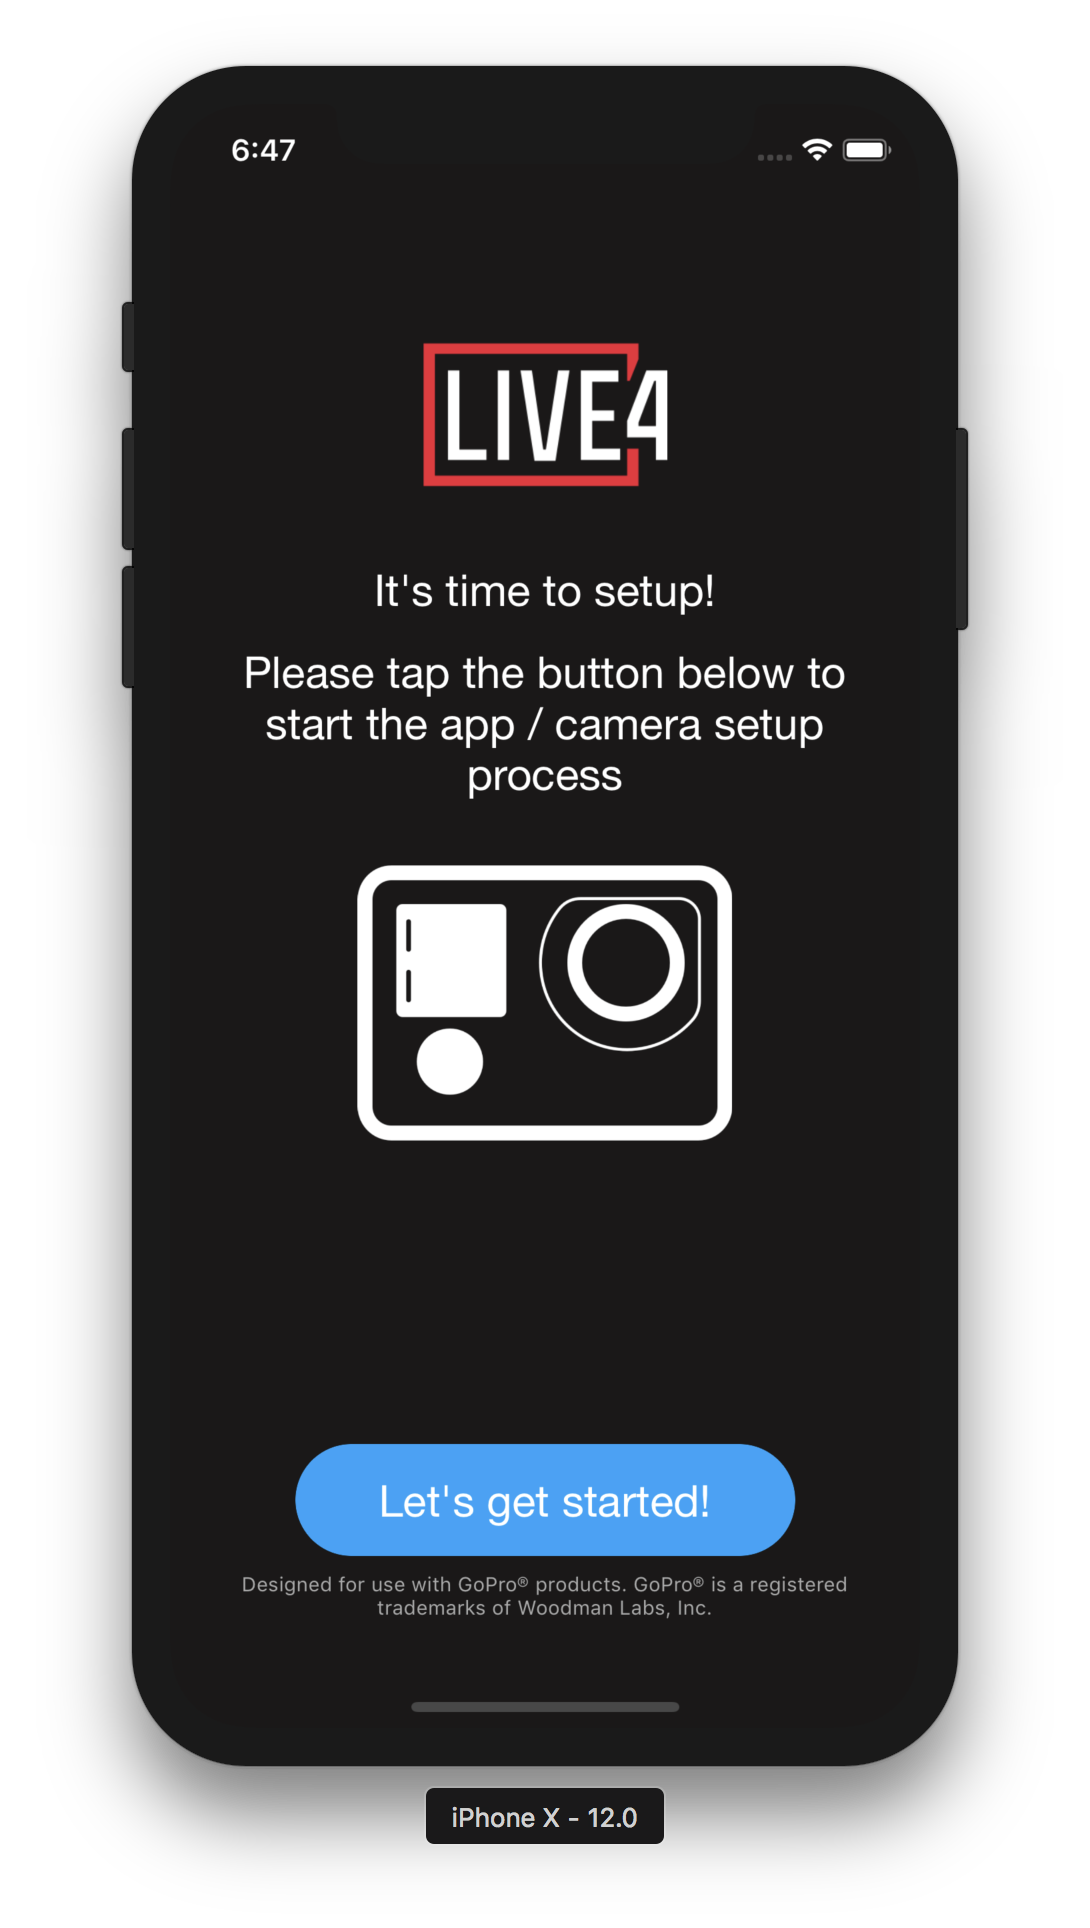 6:47
LIVE4
It's time to setup!
Please tap the button below to
start the app / camera setup
process
Let's get started!
Designed for use with GoPro® products. GoPro® is a registered
trademarks of Woodman Labs, Inc.
iPhone X - 12.0